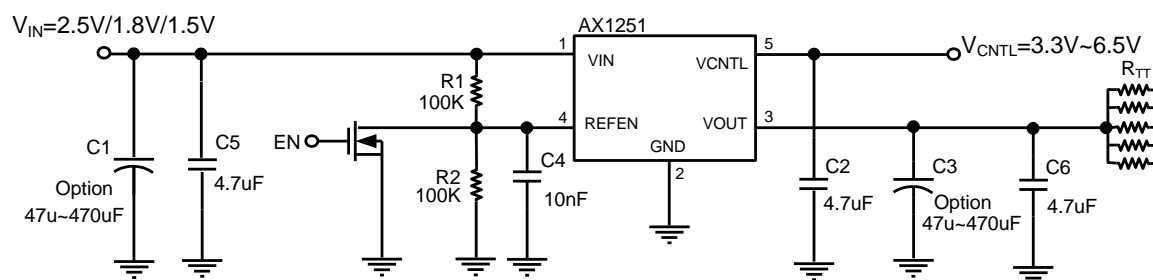 VIN=2.5V/1.8V/1.5V
AX1251
1
VIN
VCNTL
5
VCNTL=3.3V~6.5V
RTT
R1
100K
4
REFEN
VOUT
3
GND
2
EN
C1
Option
47u~470uF
C5
4.7uF
R2
100K
C4
10nF
C2
4.7uF
C3
Option
47u~470uF
C6
4.7uF